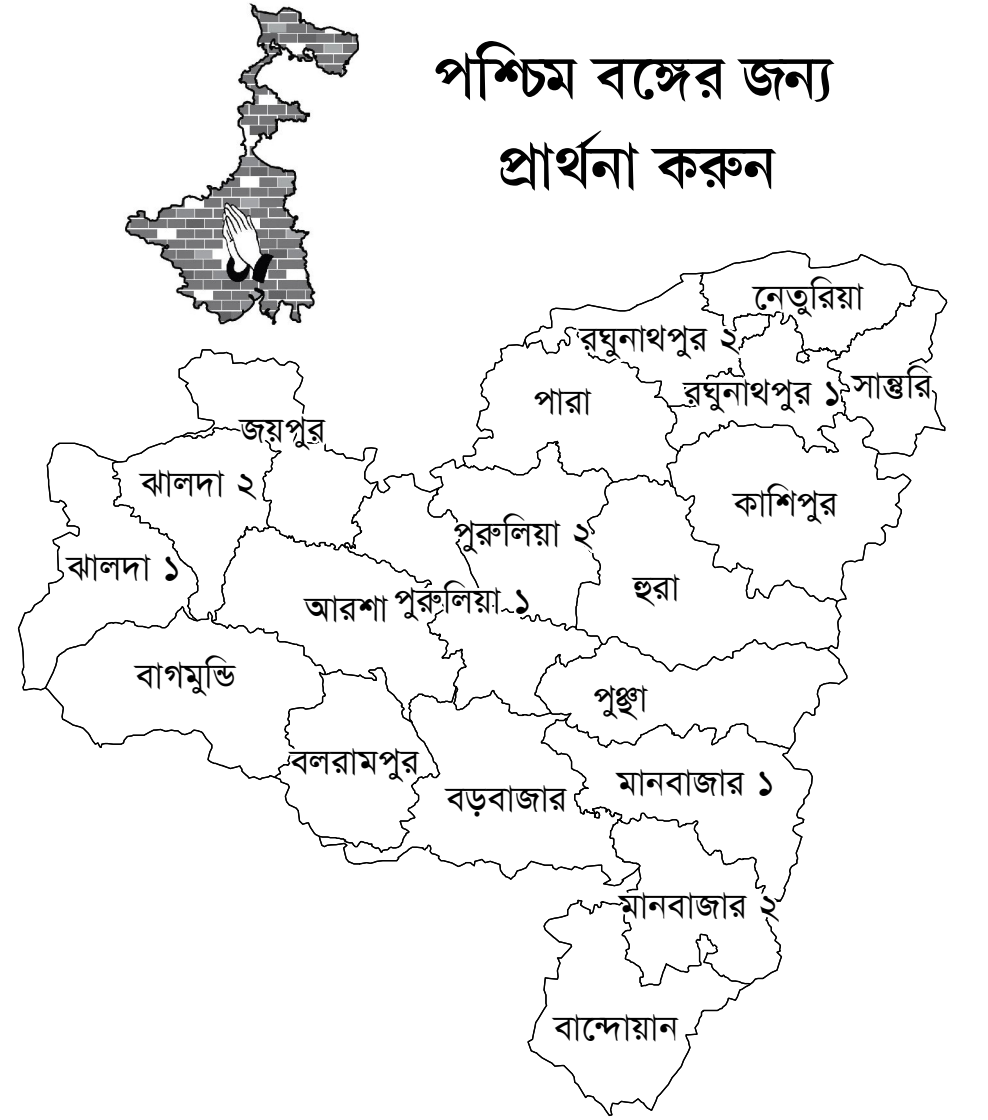 পশ্চিম বঙ্গের জন্য
প্রার্থনা করুন
নেতুরিয়া
রঘুনাথপুর ২
রঘুনাথপুর ১
সান্তুরি
পারা
জয়পুর
ঝালদা ২
কাশিপুর
পুরুলিয়া ২
ঝালদা ১
হুরা
আরশা
পুরুলিয়া ১
বাগমুন্ডি
পুঞ্ছা
বলরামপুর
মানবাজার ১
বড়বাজার
মানবাজার ২
বান্দোয়ান